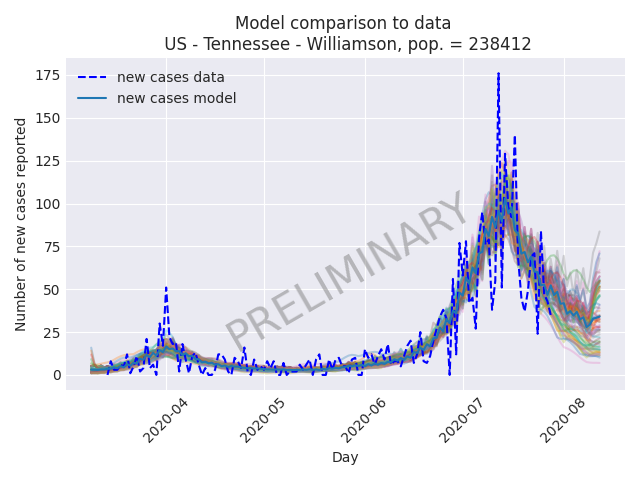 Model comparison to data
US - Tennessee - Williamson, pop. = 238412
new cases data
new cases model
Number of new cases reported
175
150
125
100
75
50
25
0
PRELIMINARY
2020-04
2020-05
2020-06
2020-07
2020-08
Day